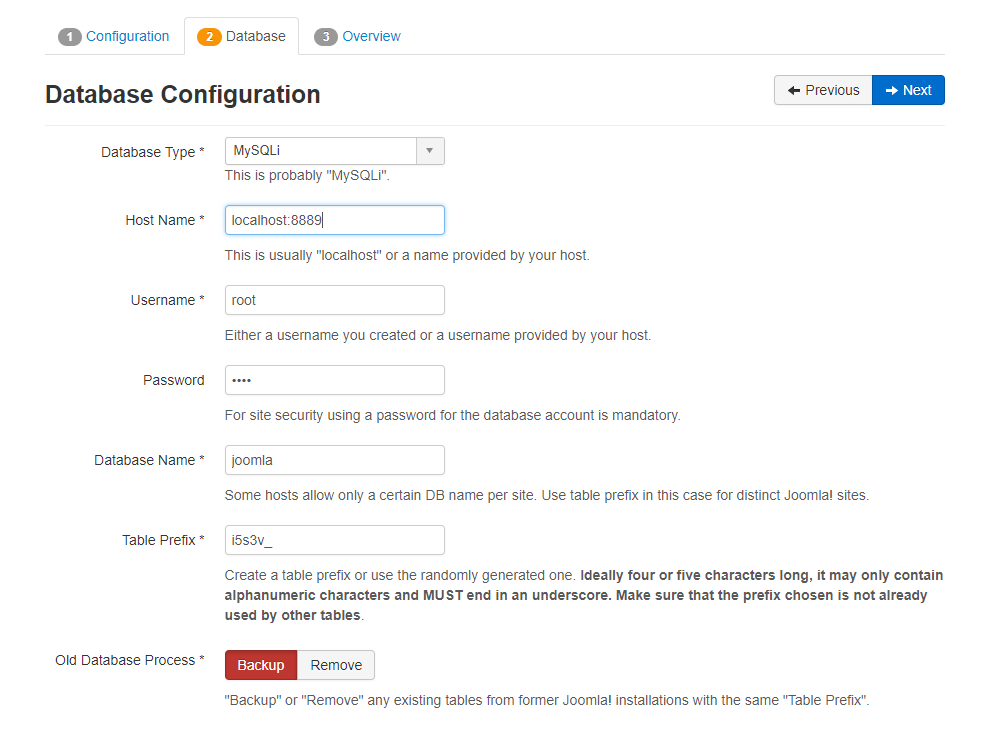 1 Configuration 2 Database 3 Overview
Database Configuration
Previous Next
Database Type * MySQLi
This is probably "MySQLi".
Host Name * localhost:8889
This is usually "localhost" or a name provided by your host.
Username * root
Either a username you created or a username provided by your host.
Password ••••
For site security using a password for the database account is mandatory.
Database Name * joomla
Some hosts allow only a certain DB name per site. Use table prefix in this case for distinct Joomla! sites.
Table Prefix * i5s3v_
Create a table prefix or use the randomly generated one. Ideally four or five characters long, it may only contain
alphanumeric characters and MUST end in an underscore. Make sure that the prefix chosen is not already
used by other tables.
Old Database Process * Backup Remove
"Backup" or "Remove" any existing tables from former Joomla! installations with the same "Table Prefix".